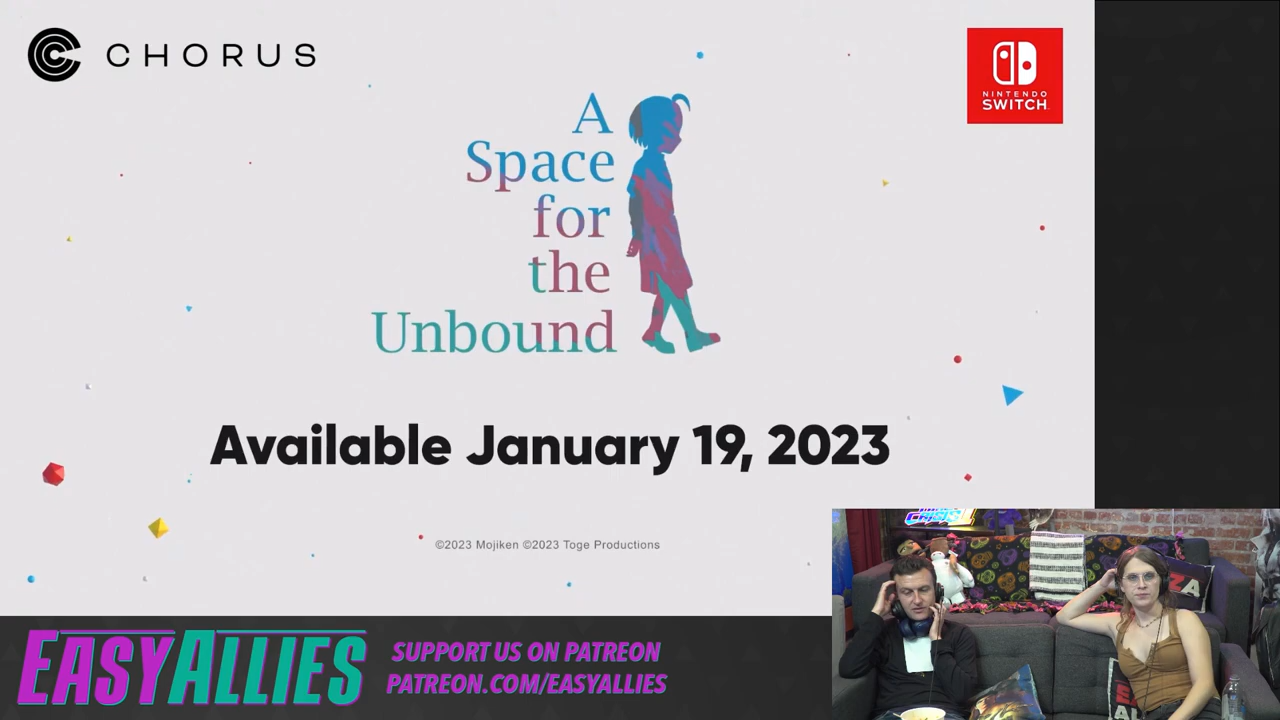 CHORUS
NINTENDO
SWITCH
A
Space
for
the
Unbound
Available January 19, 2023
©2023 Mojiken ©2023 Toge Productions
EASYALLIES
SUPPORT US ON PATREON
PATREON.COM/EASYALLIES
CRISIS